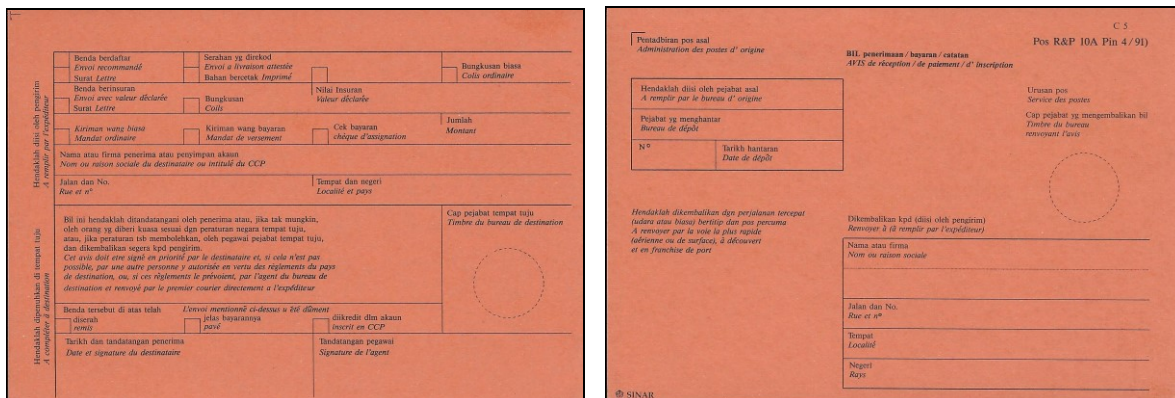 Hendaklah diisi oleh pengirim
A remplir par l'expéditeur
Benda berdaftar
Envoi recommandé
Surat Lettre
Serahan yg direkod
Envoi a livraison attestée
Bahan bercetak Imprimé
Bungkusan biasa
Colis ordinaire
Benda berinsuran
Envoi avec valeur déclarée
Surat Lettre
Bungkusan
Coils
Nilai Insuran
Valeur déclarée
Kiriman wang biasa
Mandat ordinaire
Kiriman wang bayaran
Mandat de versement
Cek bayaran
chèque d'assignation
Jumlah
Montant
Nama atau firma penerima atau penyimpan akaun
Nom ou raison sociale du destinataire ou intitulé du CCP
Jalan dan No.
Rue et n°
Tempat dan negeri
Localité et pays
Hendaklah dipenuhkan di tempat tuju
A compléter à destination
Bil ini hendaklah ditandatangani oleh penerima atau, jika tak mungkin,
oleh orang yg diberi kuasa sesuai dgn peraturan negara tempat tuju,
atau, jika peraturan tsb membolehkan, oleh pegawai pejabat tempat tuju,
dan dikembalikan segera kpd pengirim.
Cet avis doit etre signé en priorité par le destinataire et, si cela n'est pas
possible, par une autre personne y autorisée en vertu des règlements du pays
de destination, ou, si ces règlements le prévoient, par l'agent du bureau de
destination et renvoyé par le premier courier directement a l'expéditeur
Cap pejabat tempat tuju
Timbre du bureau de destination
Benda tersebut di atas telah
L'envoi mentionné ci-dessus u été dûment
diserah
remis
jelas bayarannya
pavé
diikredit dlm akaun
inscrit en CCP
Tarikh dan tandatangan penerima
Date et signature du destinataire
Tandatangan pegawai
Signature de l'agent
C 5
Pos R&P 10A Pin 4/91)
Pentadbiran pos asal
Administration des postes d' origine
BIL penerimaan / bayaran / catatan
AVIS de réception / de paiement / d' inscription
Hendaklah diisi oleh pejabat asal
A remplir par le bureau d' origine
Pejabat yg menghantar
Bureau de dépôt
N°
Tarikh hantaran
Date de dépôt
Urusan pos
Service des postes
Cap pejabat yg mengembalikan bil
Timbre du bureau
renvoyant l'avis
Hendaklah dikembalikan dgn perjalanan tercepat
(udara atau biasa) bertitip dan pos percuma
A renvoyer par la voie la plus rapide
(aérienne ou de surface), à découvert
et en franchise de port
Dikembalikan kpd (diisi oleh pengirim)
Renvoyer à (à remplir par l'expéditeur)
Nama atau firma
Nom ou raison sociale
Jalan dan No.
Rue et n°
Tempat
Localité
Negeri
Rays
SINAR